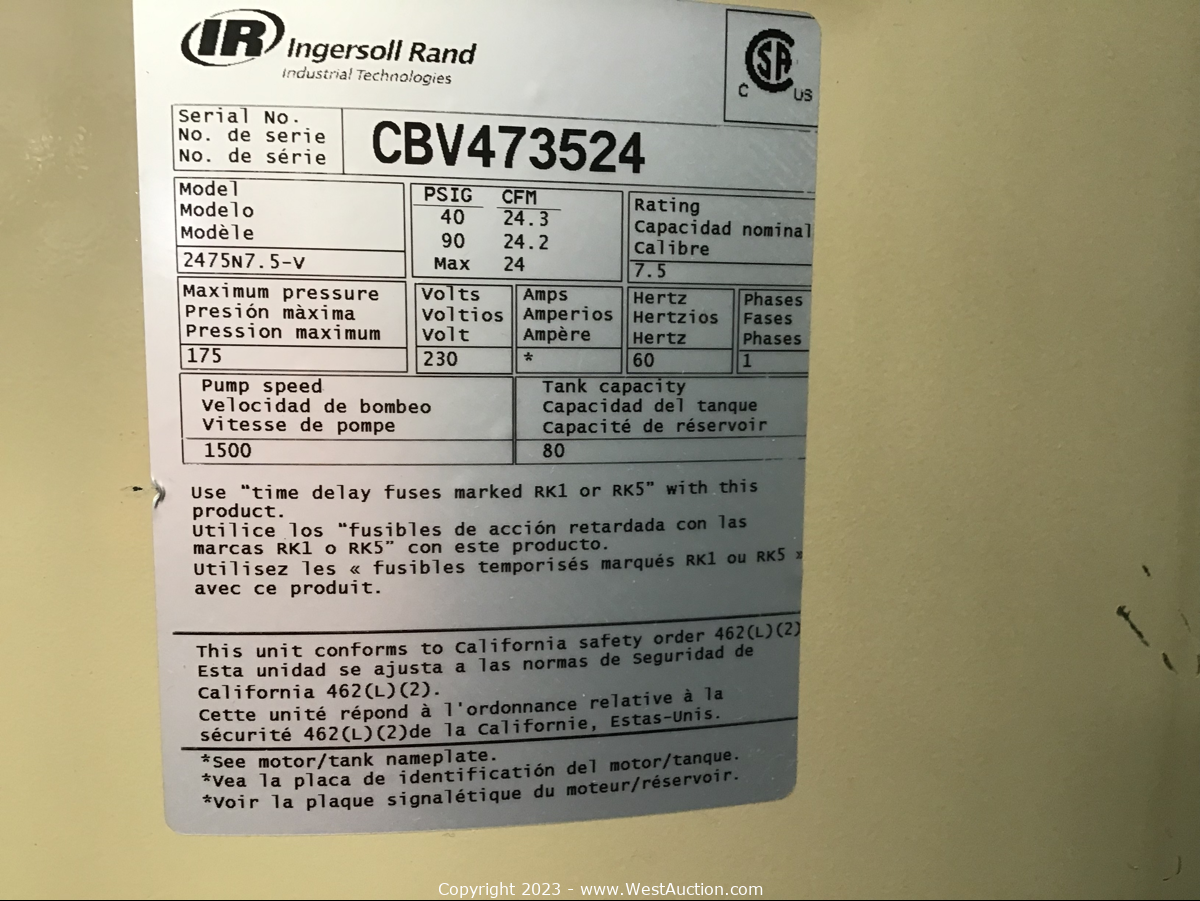 IR Ingersoll Rand
Industrial Technologies
SA
C US
Serial No.
No. de serie
No. de série
CBV473524
Model
Modelo
Modèle
2475N7.5-V
PSIG CFM
40 24.3
90 24.2
Max 24
Rating
Capacidad nominal
Calibre
7.5
Maximum pressure
Presión màxima
Pression maximum
175
Volts
Voltios
Volt
230
Amps
Amperios
Ampère
*
Hertz
Hertzios
Hertz
60
Phases
Fases
Phases
1
Pump speed
Velocidad de bombeo
Vitesse de pompe
1500
Tank capacity
Capacidad del tanque
Capacité de réservoir
80
Use "time delay fuses marked RK1 or RK5" with this
product.
Utilice los "fusibles de acción retardada con las
marcas RK1 o RK5" con este producto.
Utilisez les « fusibles temporisés marqués RK1 ou RK5 »
avec ce produit.
This unit conforms to California safety order 462(L)(2)
Esta unidad se ajusta a las normas de Seguridad de
California 462(L)(2).
Cette unité répond à l'ordonnance relative à la
sécurité 462(L)(2)de la Californie, Estas-Unis.
*See motor/tank nameplate.
*Vea la placa de identificación del motor/tanque.
*Voir la plaque signalétique du moteur/réservoir.
Copyright 2023 - www.WestAuction.com